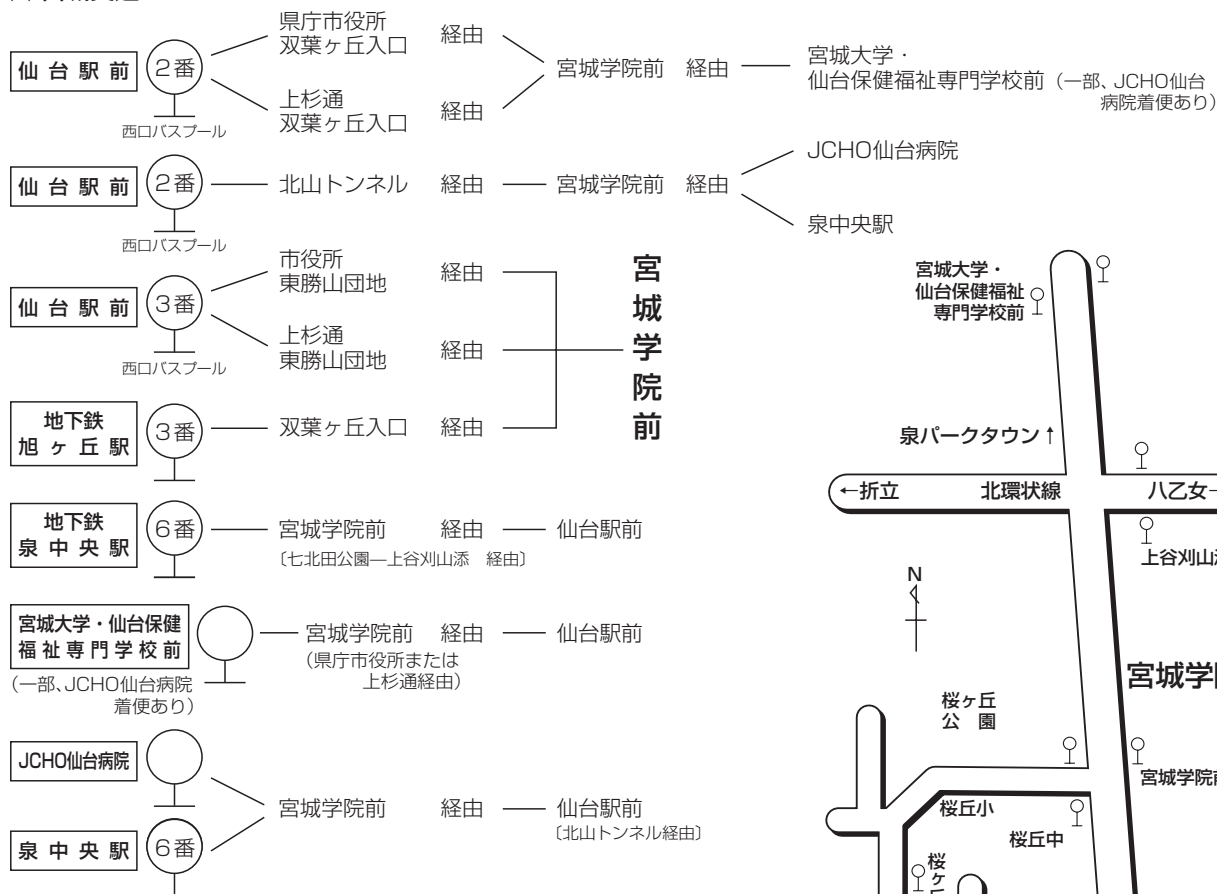 仙台駅前 2番 県庁市役所
双葉ヶ丘入口 経由
上杉通
双葉ヶ丘入口 経由
宮城学院前 経由
宮城大学・
仙台保健福祉専門学校前（一部、JCHO仙台
病院着便あり）
西口バスプール
仙台駅前 2番 北山トンネル 経由 宮城学院前 経由
JCHO仙台病院
泉中央駅
西口バスプール
仙台駅前 3番 市役所
東勝山団地 経由
上杉通
東勝山団地 経由
西口バスプール
地下鉄
旭ヶ丘駅 3番 双葉ヶ丘入口 経由
宮城学院前
地下鉄
泉中央駅 6番 宮城学院前 経由 仙台駅前
〔七北田公園―上谷刈山添 経由〕
宮城大学・仙台保健
福祉専門学校前 宮城学院前 経由 仙台駅前
（県庁市役所または
上杉通経由）
（一部、JCHO仙台病院
着便あり）
JCHO仙台病院
泉中央駅 6番
宮城学院前 経由 仙台駅前
〔北山トンネル経由〕
宮城大学・
仙台保健福祉
専門学校前
泉パークタウン↑
←折立 北環状線 八乙女
上谷刈山
N
宮城学
桜ヶ丘
公園
宮城学院
桜丘小
桜丘中
桜ヶ